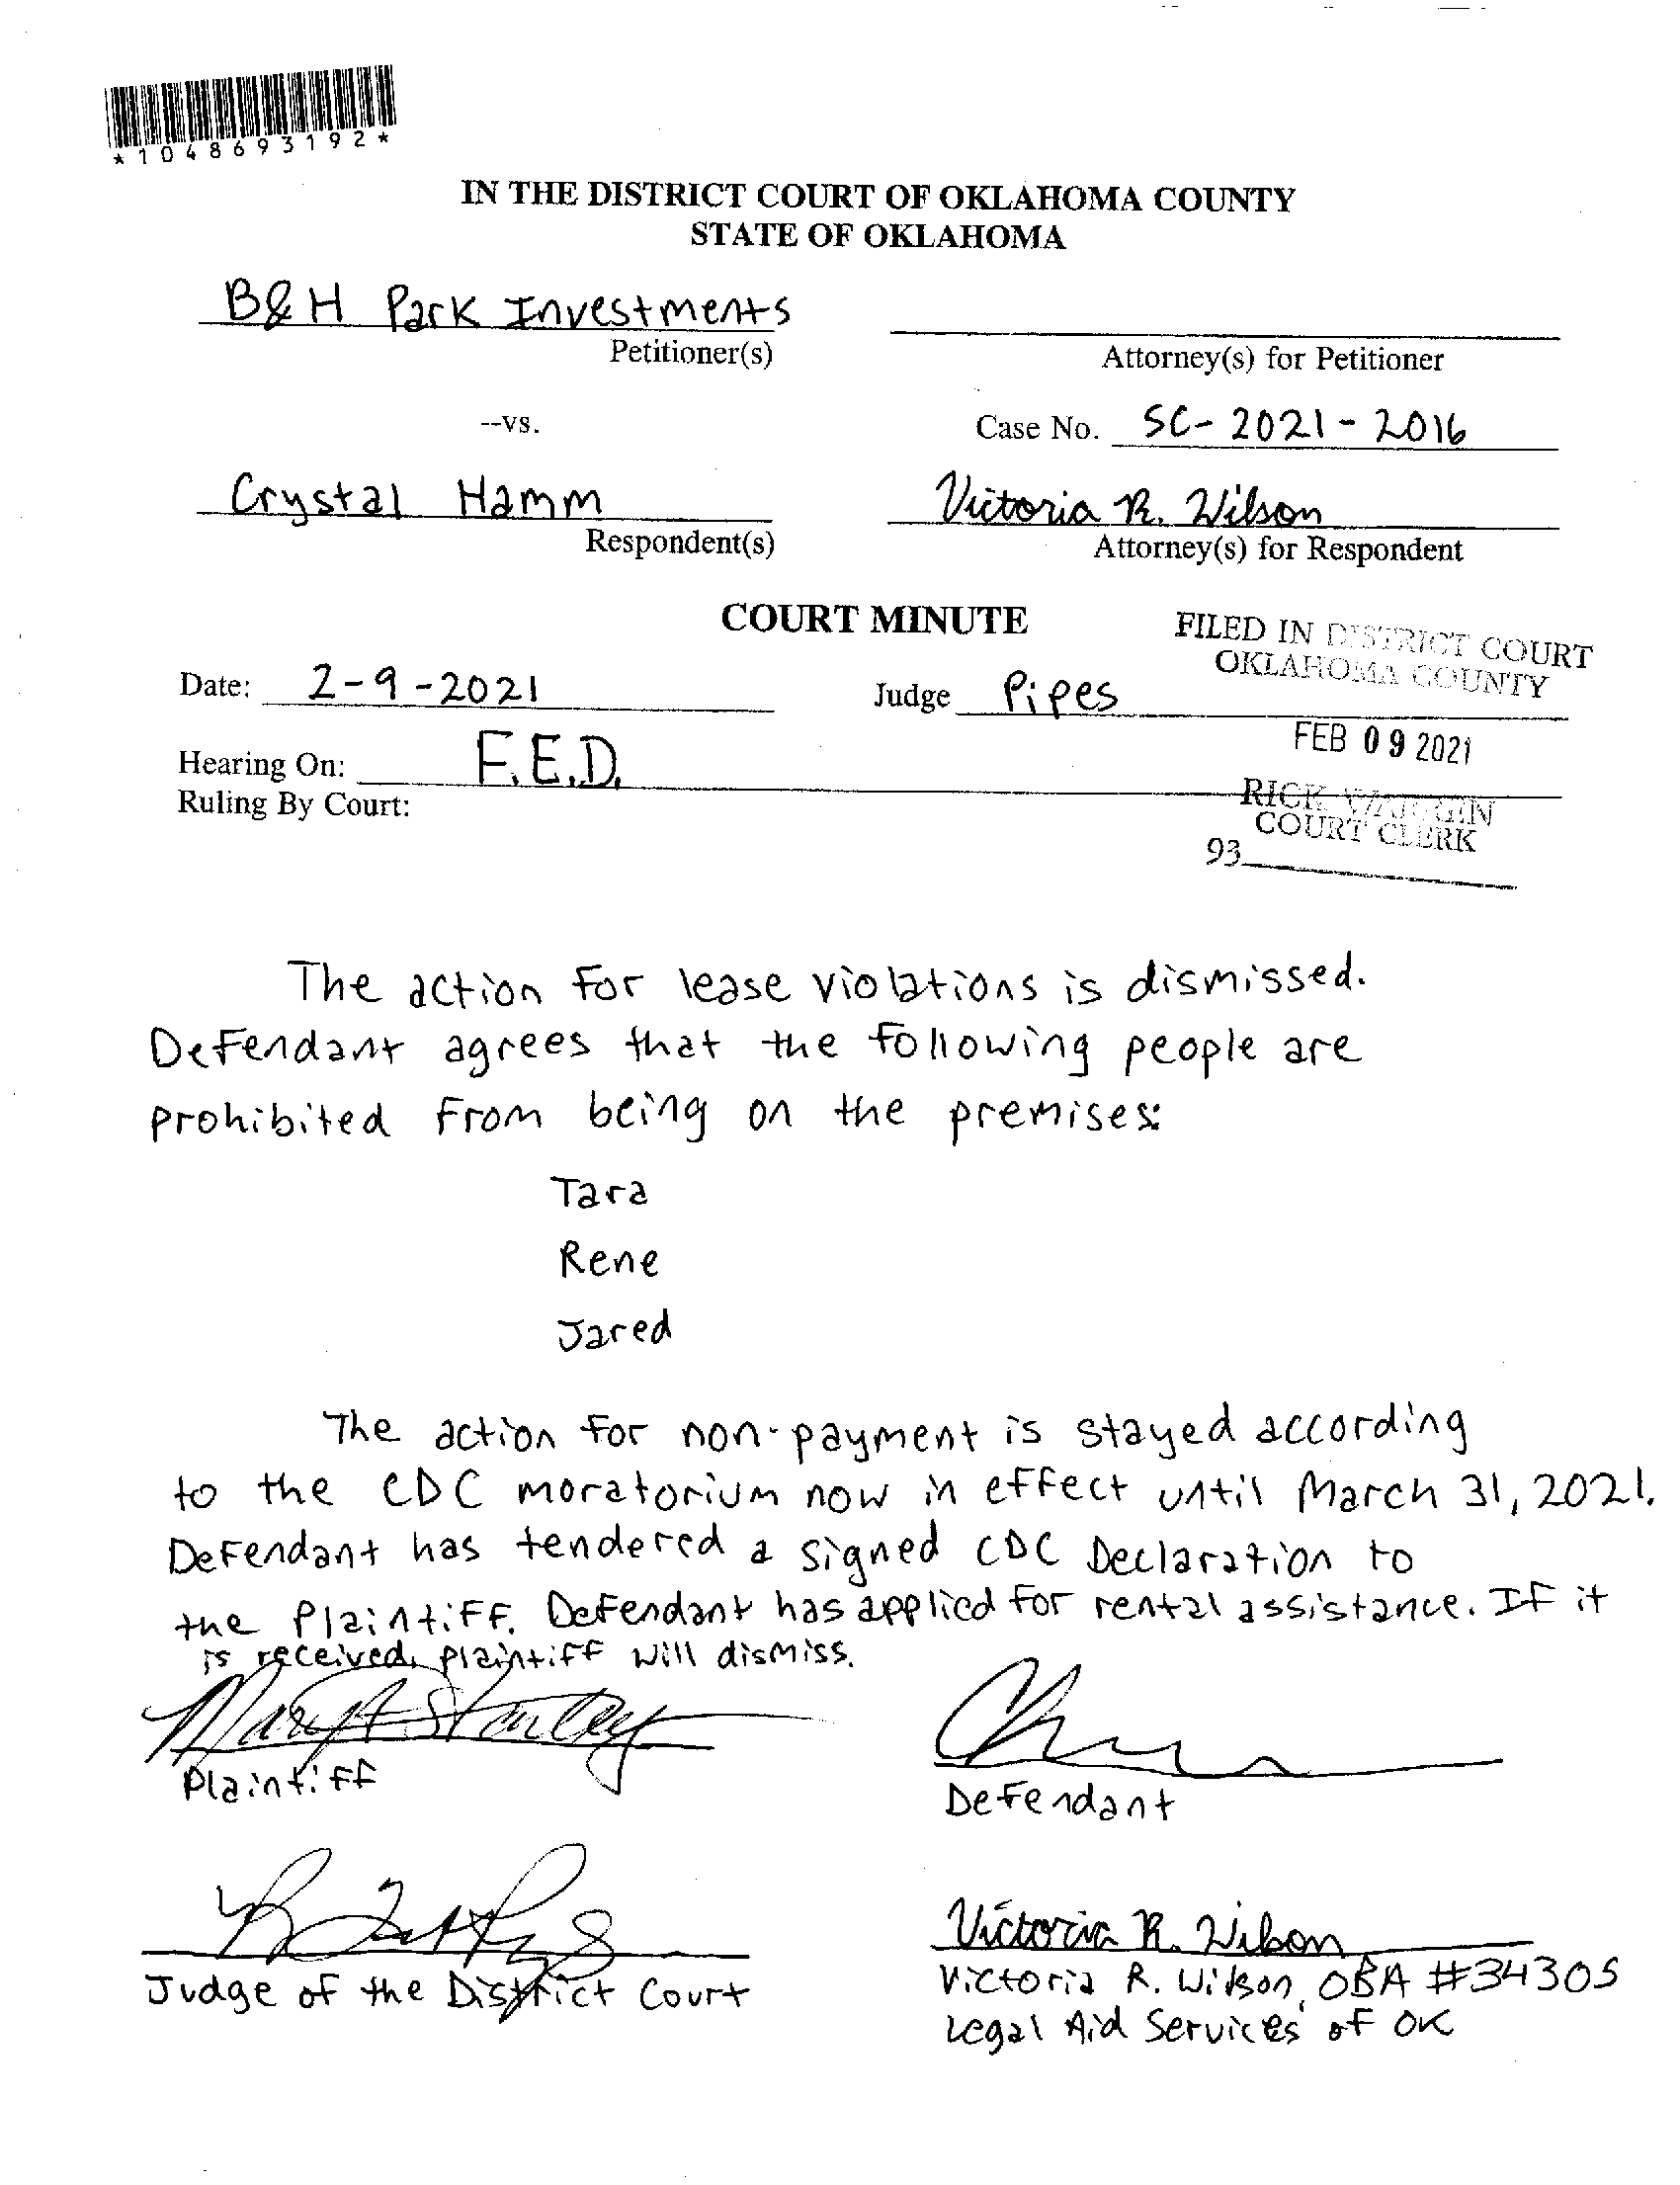 *1048693192*
IN THE DISTRICT COURT OF OKLAHOMA COUNTY
STATE OF OKLAHOMA
B&H Park Investments
Petitioner(s)
Attorney(s) for Petitioner
--vs.
Case No. SC-2021-2016
Crystal Hamm
Respondent(s)
Victoria R. Wilson
Attorney(s) for Respondent
COURT MINUTE
FILED IN DISTRICT COURT
OKLAHOMA COUNTY
Date: 2-9-2021
Judge Pipes
FEB 09 2021
Hearing On: F.E.D.
Ruling By Court:
RICK WARREN
COURT CLERK
93
The action for lease violations is dismissed.
Defendant agrees that the following people are
prohibited from being on the premises:
Tara
Rene
Jared
The action for non-payment is stayed according
to the CDC moratorium now in effect until March 31, 2021.
Defendant has tendered a signed CDC Declaration to
the Plaintiff. Defendant has applied for rental assistance. If it
is received, plaintiff will dismiss.
Plaintiff
Defendant
Judge of the District Court
Victoria R. Wilson
Victoria R. Wilson, OBA #34305
Legal Aid Services of OK